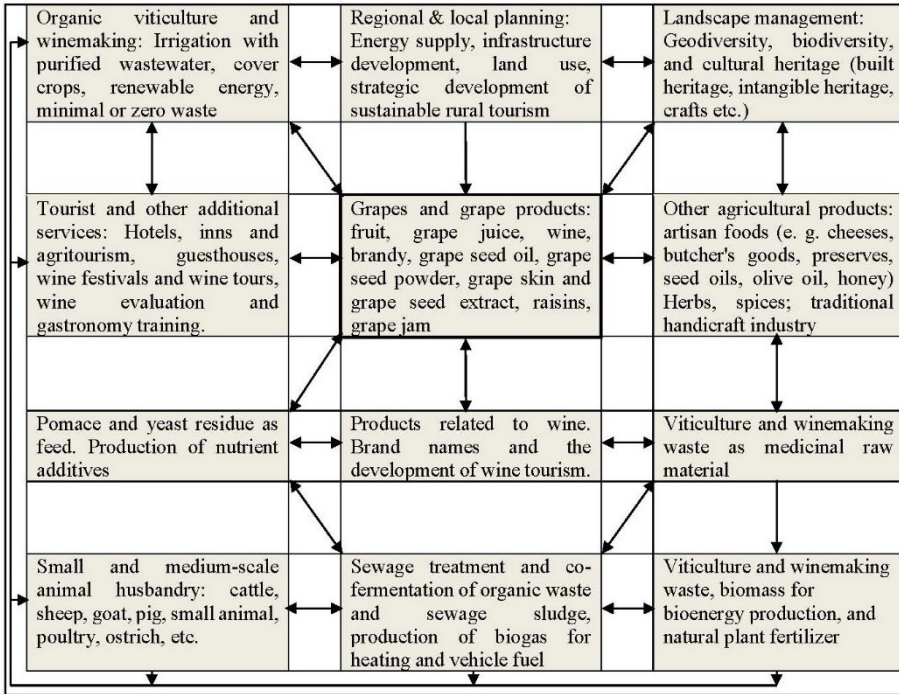 Organic viticulture and
winemaking: Irrigation with
purified wastewater, cover
crops, renewable energy,
minimal or zero waste
Regional & local planning:
Energy supply, infrastructure
development, land use,
strategic development of
sustainable rural tourism
Landscape management:
Geodiversity, biodiversity,
and cultural heritage (built
heritage, intangible heritage,
crafts etc.)
Tourist and other additional
services: Hotels, inns and
agritourism, guesthouses,
wine festivals and wine tours,
wine evaluation and
gastronomy training.
Grapes and grape products:
fruit, grape juice, wine,
brandy, grape seed oil, grape
seed powder, grape skin and
grape seed extract, raisins,
grape jam
Other agricultural products:
artisan foods (e. g. cheeses,
butcher's goods, preserves,
seed oils, olive oil, honey)
Herbs, spices; traditional
handicraft industry
Pomace and yeast residue as
feed. Production of nutrient
additives
Products related to wine.
Brand names and the
development of wine tourism.
Viticulture and winemaking
waste as medicinal raw
material
Small and medium-scale
animal husbandry: cattle,
sheep, goat, pig, small animal,
poultry, ostrich, etc.
Sewage treatment and co-
fermentation of organic waste
and sewage sludge,
production of biogas for
heating and vehicle fuel
Viticulture and winemaking
waste, biomass for
bioenergy production, and
natural plant fertilizer